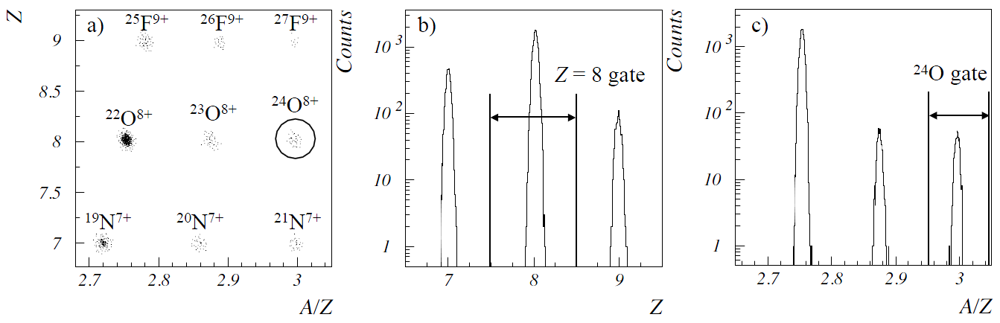 a)
Z
²⁵F⁹⁺ ²⁶F⁹⁺ ²⁷F⁹⁺
9
8.5
²²O⁸⁺ ²³O⁸⁺ ²⁴O⁸⁺
8
7.5
¹⁹N⁷⁺ ²⁰N⁷⁺ ²¹N⁷⁺
7
2.7 2.8 2.9 3
A/Z
b)
Counts
10³
10²
10
1
Z = 8 gate
7 8 9
Z
c)
Counts
10³
10²
10
1
²⁴O gate
2.7 2.8 2.9 3
A/Z